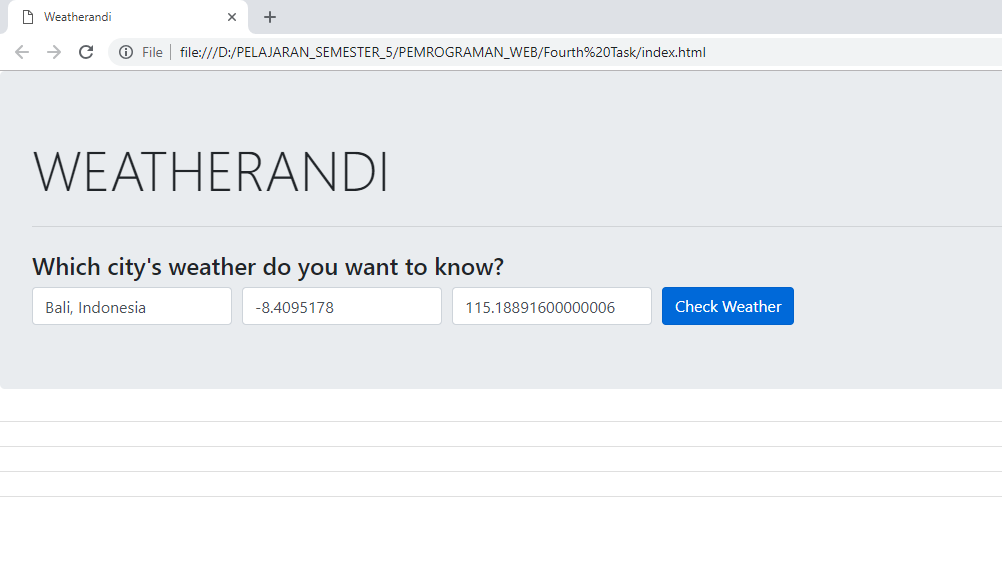 Weatherandi
File file:///D:/PELAJARAN_SEMESTER_5/PEMROGRAMAN_WEB/Fourth%20Task/index.html
WEATHERANDI
Which city's weather do you want to know?
Bali, Indonesia -8.4095178 115.18891600000006 Check Weather